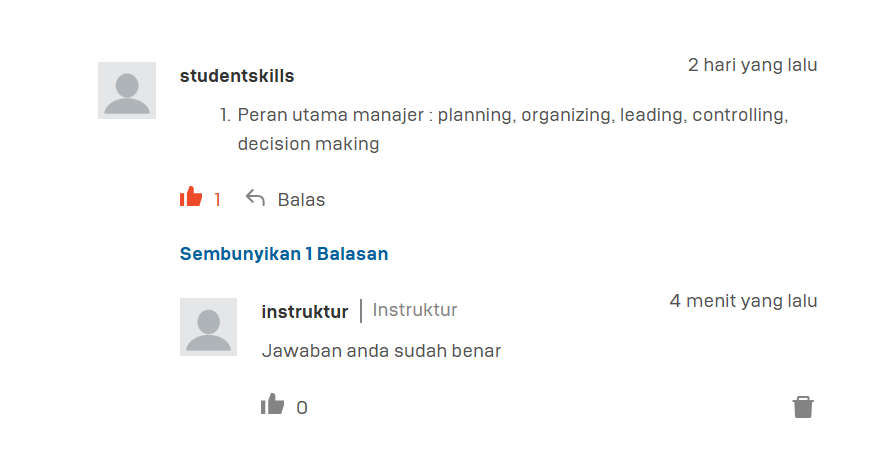 studentskills
2 hari yang lalu
1. Peran utama manajer : planning, organizing, leading, controlling,
decision making
1 Balas
Sembunyikan 1 Balasan
instruktur | Instruktur
4 menit yang lalu
Jawaban anda sudah benar
0